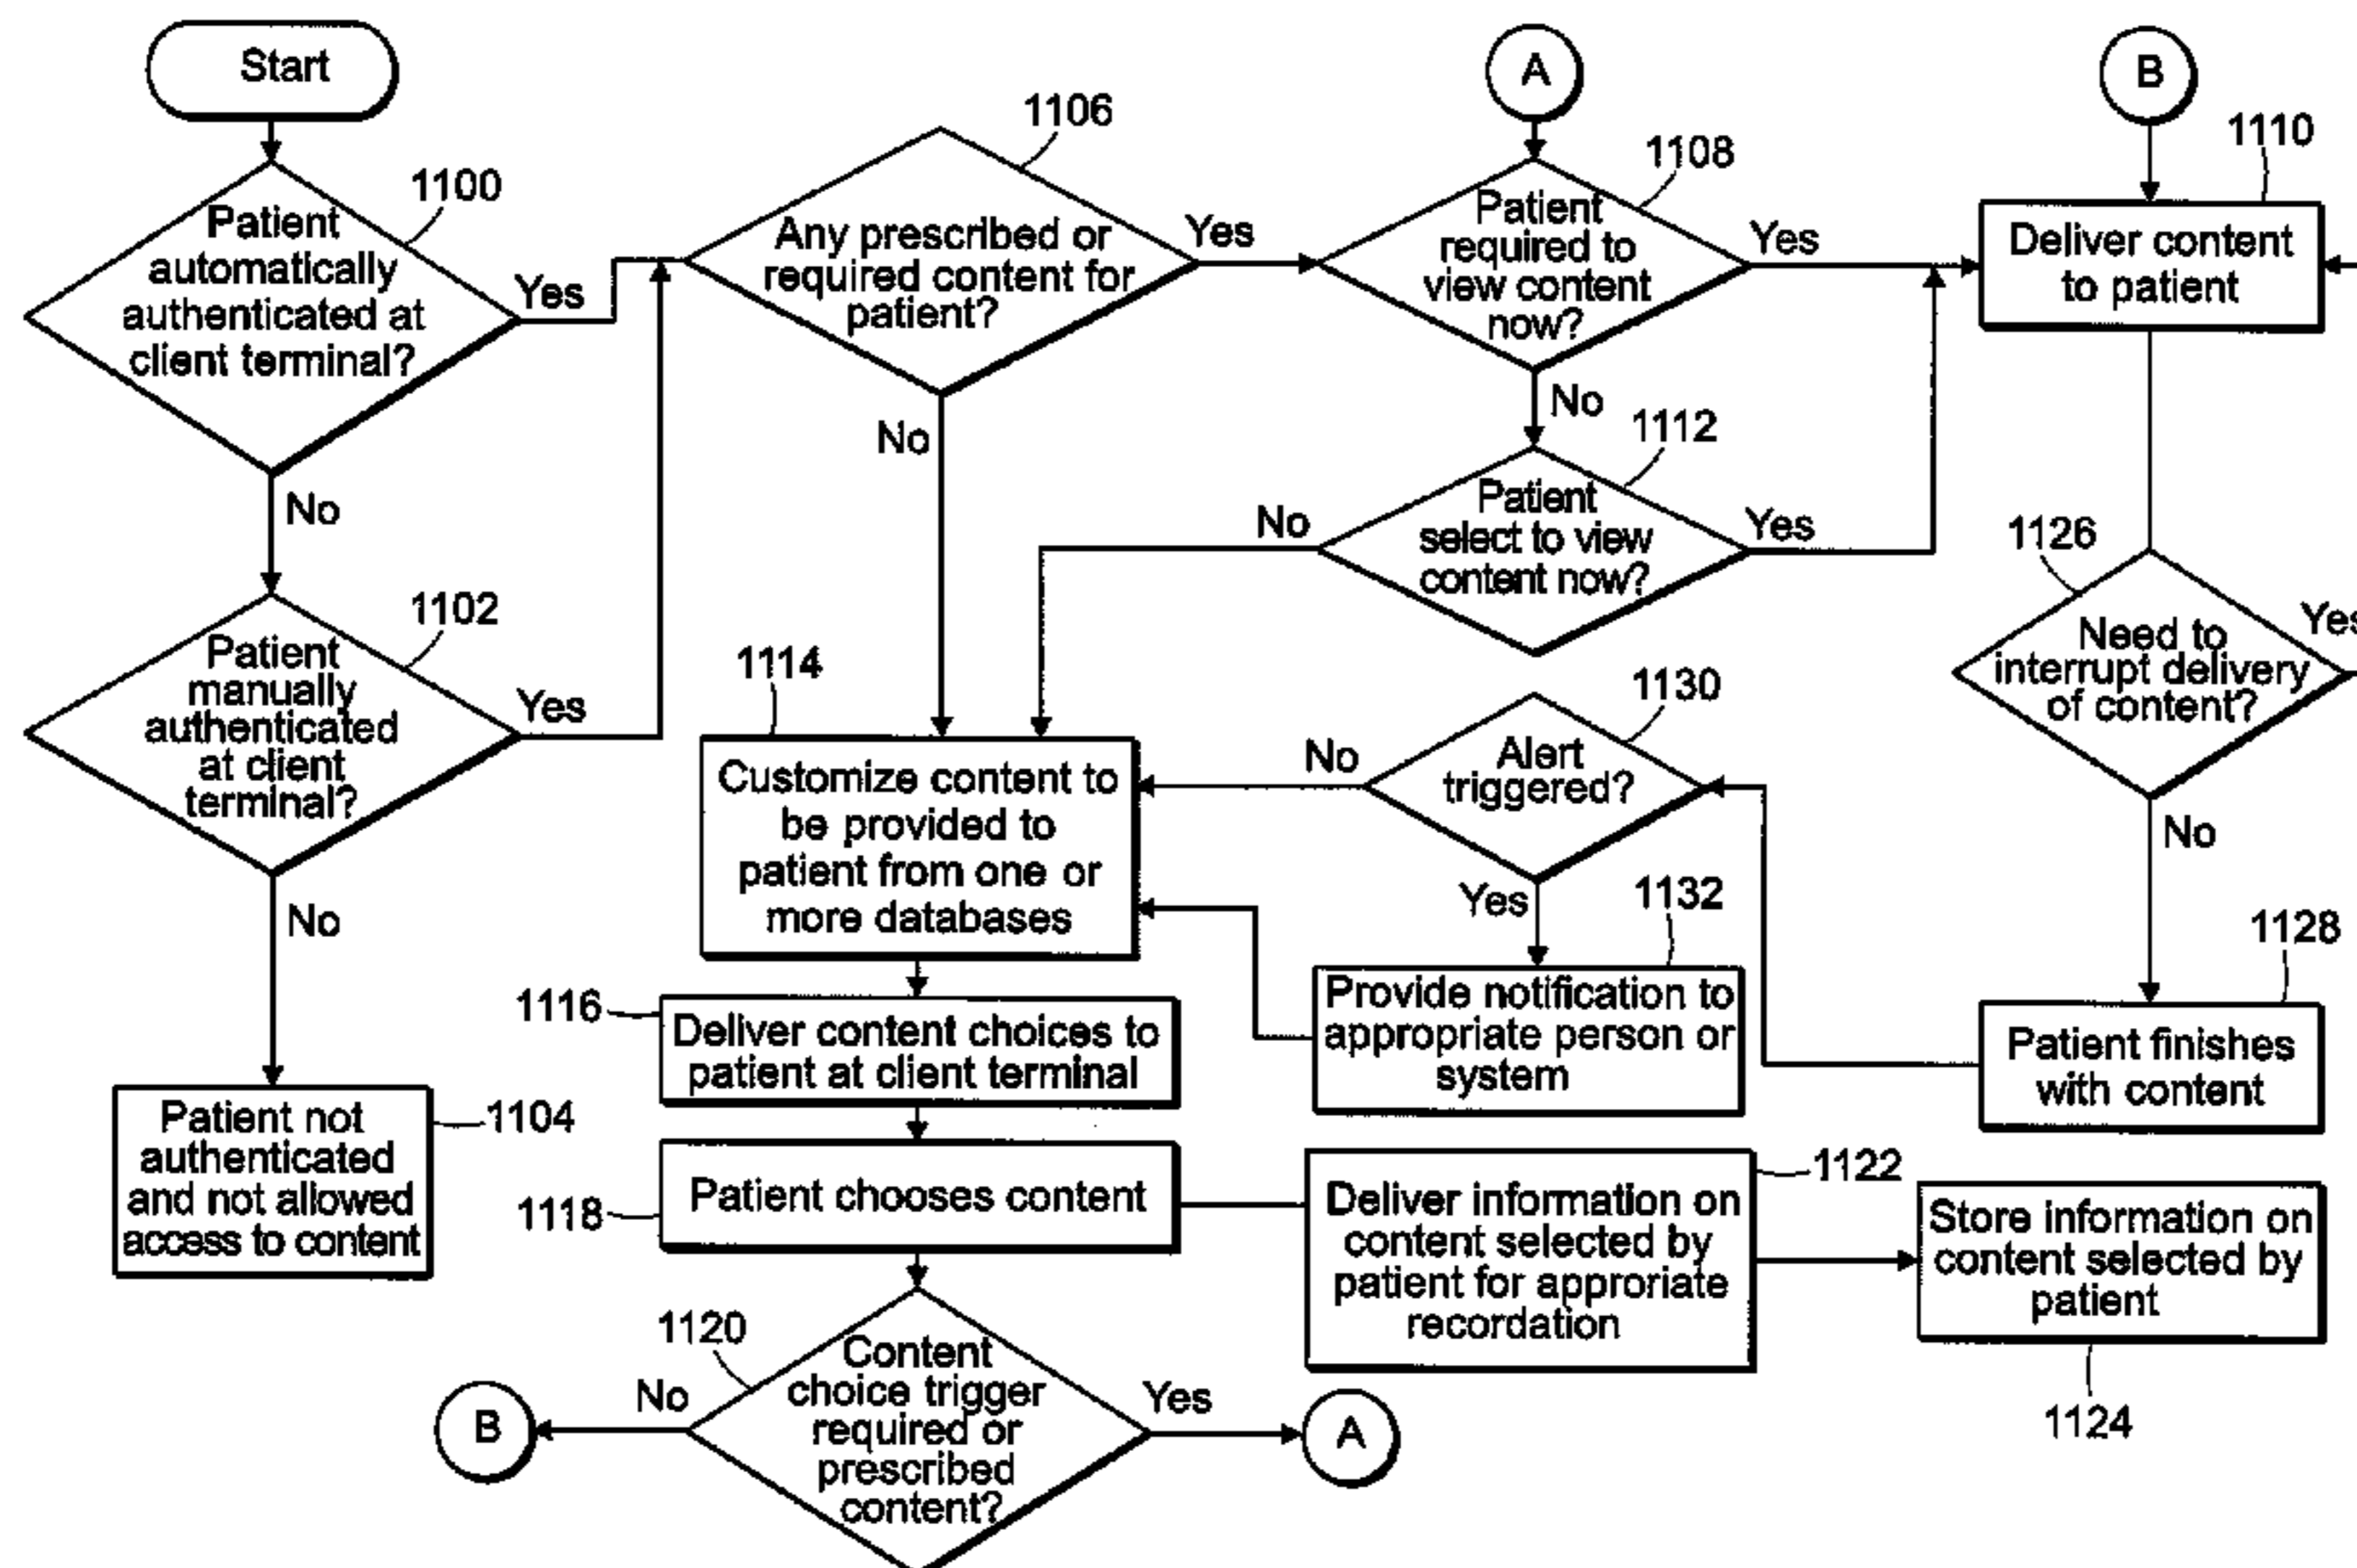 Start
1100
Patient
automatically
authenticated at
client terminal?
Yes
No
1102
Patient
manually
authenticated
at client
terminal?
Yes
No
Patient not
authenticated
and not allowed
access to content
1104
1106
Any prescribed or
required content for
patient?
Yes
No
A
1108
Patient
required to
view content
now?
Yes
No
1112
Patient
select to view
content now?
No
Yes
B
1110
Deliver content
to patient
1126
Need to
interrupt delivery
of content?
Yes
No
1128
Patient finishes
with content
1130
Alert
triggered?
No
Yes
1132
Provide notification to
appropriate person or
system
1114
Customize content to
be provided to
patient from one or
more databases
1116
Deliver content choices to
patient at client terminal
1118
Patient chooses content
1122
Deliver information on
content selected by
patient for approriate
recordation
Store information on
content selected by
patient
1124
1120
Content
choice trigger
required or
prescribed
content?
No
B
Yes
A